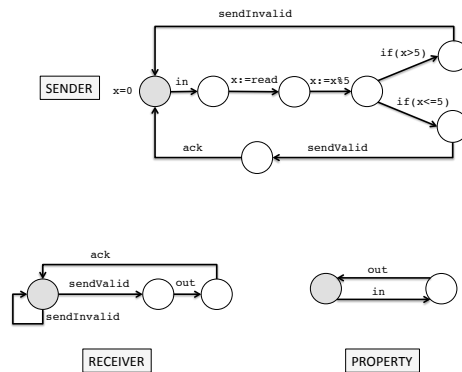 sendInvalid
if(x>5)
SENDER
x=0
in
x:=read
x:=x%5
if(x<=5)
ack
sendValid
ack
sendValid
out
sendInvalid
out
in
RECEIVER
PROPERTY